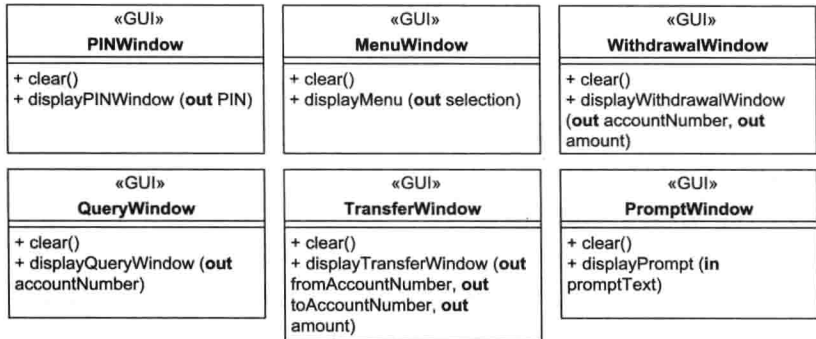 «GUI»
PINWindow
+ clear()
+ displayPINWindow (out PIN)
«GUI»
MenuWindow
+ clear()
+ displayMenu (out selection)
«GUI»
WithdrawalWindow
+ clear()
+ displayWithdrawalWindow
(out accountNumber, out
amount)
«GUI»
QueryWindow
+ clear()
+ displayQueryWindow (out
accountNumber)
«GUI»
TransferWindow
+ clear()
+ displayTransferWindow (out
fromAccountNumber, out
toAccountNumber, out
amount)
«GUI»
PromptWindow
+ clear()
+ displayPrompt (in
promptText)